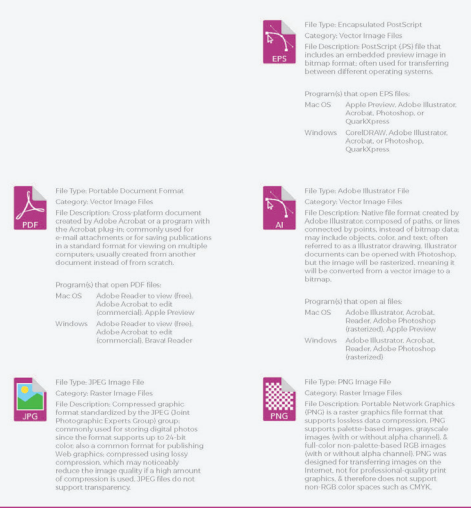 EPS
File Type: Encapsulated PostScript
Category: Vector Image Files
File Description: PostScript (.PS) file that
includes an embedded preview image in
bitmap format; often used for transferring
between different operating systems.
Program(s) that open EPS files:
Mac OS Apple Preview, Adobe Illustrator,
Acrobat, Photoshop, or
QuarkXpress
Windows CorelDRAW, Adobe Illustrator,
Acrobat, or Photoshop,
QuarkXpress
PDF
File Type: Portable Document Format
Category: Vector Image Files
File Description: Cross-platform document
created by Adobe Acrobat or a program with
the Acrobat plug-in; commonly used for
e-mail attachments or for saving publications
in a standard format for viewing on multiple
computers; usually created from another
document instead of from scratch.
Program(s) that open PDF files:
Mac OS Adobe Reader to view (free),
Adobe Acrobat to edit
(commercial), Apple Preview
Windows Adobe Reader to view (free),
Adobe Acrobat to edit
(commercial), Brava! Reader
AI
File Type: Adobe Illustrator File
Category: Vector Image Files
File Description: Native file format created by
Adobe Illustrator; composed of paths, or lines
connected by points, instead of bitmap data;
may include objects, color, and text; often
referred to as a Illustrator drawing. Illustrator
documents can be opened with Photoshop,
but the image will be rasterized, meaning it
will be converted from a vector image to a
bitmap.
Program(s) that open ai files:
Mac OS Adobe Illustrator, Acrobat,
Reader, Adobe Photoshop
(rasterized), Apple Preview
Windows Adobe Illustrator, Acrobat,
Reader, Adobe Photoshop
(rasterized)
JPG
File Type: JPEG Image File
Category: Raster Image Files
File Description: Compressed graphic
format standardized by the JPEG (Joint
Photographic Experts Group) group;
commonly used for storing digital photos
since the format supports up to 24-bit
color; also a common format for publishing
Web graphics; compressed using lossy
compression, which may noticeably
reduce the image quality if a high amount
of compression is used. JPEG files do not
support transparency.
PNG
File Type: PNG Image File
Category: Raster Image Files
File Description: Portable Network Graphics
(PNG) is a raster graphics file format that
supports lossless data compression. PNG
supports palette-based images, grayscale
images (with or without alpha channel), &
full-color non-palette-based RGB images
(with or without alpha channel). PNG was
designed for transferring images on the
Internet, not for professional-quality print
graphics, & therefore does not support
non-RGB color spaces such as CMYK.